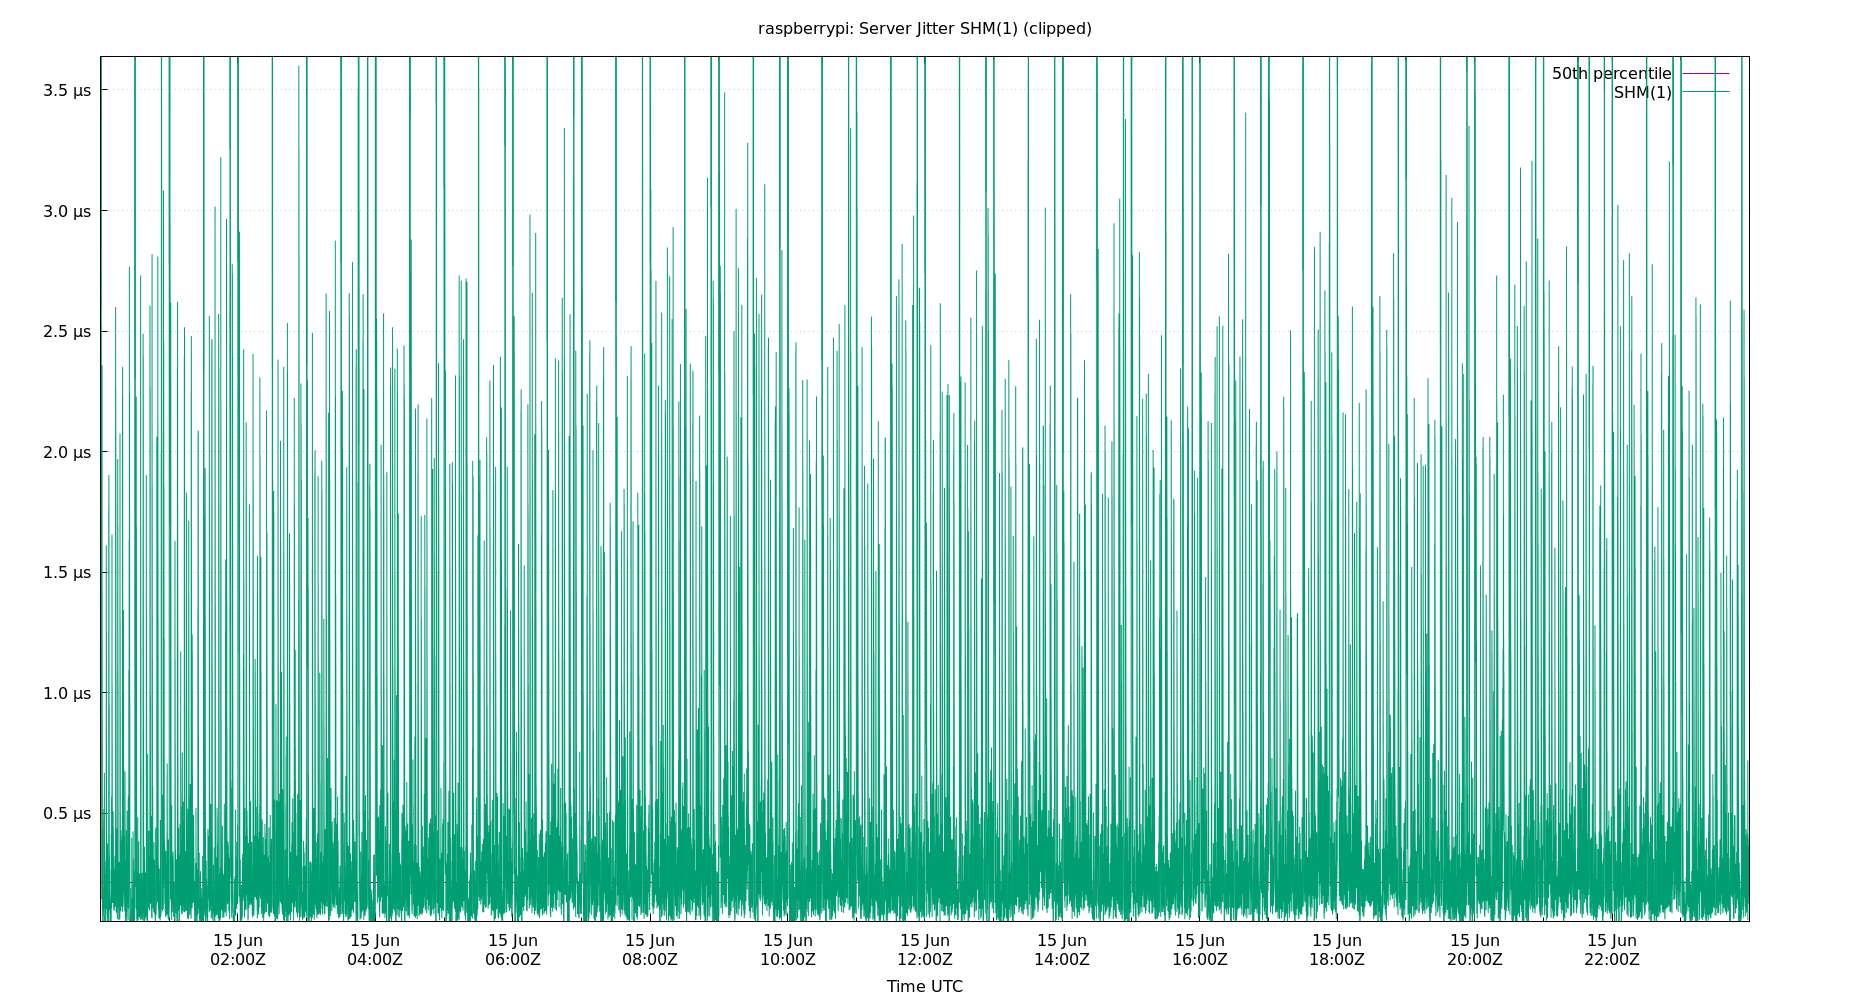 raspberrypi: Server Jitter SHM(1) (clipped)
50th percentile
SHM(1)
3.5 µs
3.0 µs
2.5 µs
2.0 µs
1.5 µs
1.0 µs
0.5 µs
15 Jun 15 Jun 15 Jun 15 Jun 15 Jun 15 Jun 15 Jun 15 Jun 15 Jun 15 Jun 15 Jun
02:00Z 04:00Z 06:00Z 08:00Z 10:00Z 12:00Z 14:00Z 16:00Z 18:00Z 20:00Z 22:00Z
Time UTC